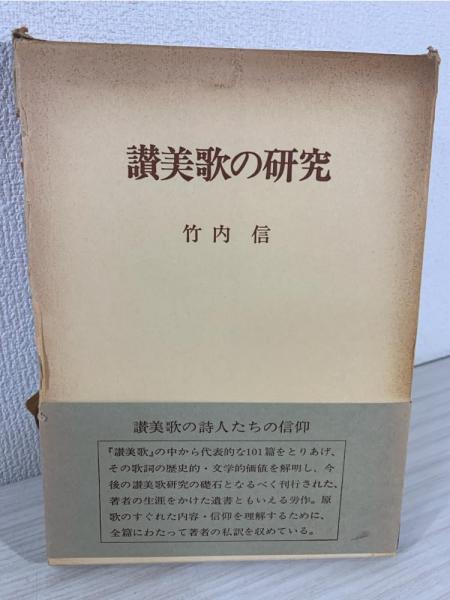 讃美歌の研究
竹内 信
讃美歌の詩人たちの信仰
『讃美歌』の中から代表的な101篇をとりあげ、
その歌詞の歴史的・文学的価値を解明し、今
後の讃美歌研究の礎石となるべく刊行された、
著者の生涯をかけた遺書ともいえる労作。原
歌のすぐれた内容・信仰を理解するために、
全篇にわたって著者の私訳を収めている。